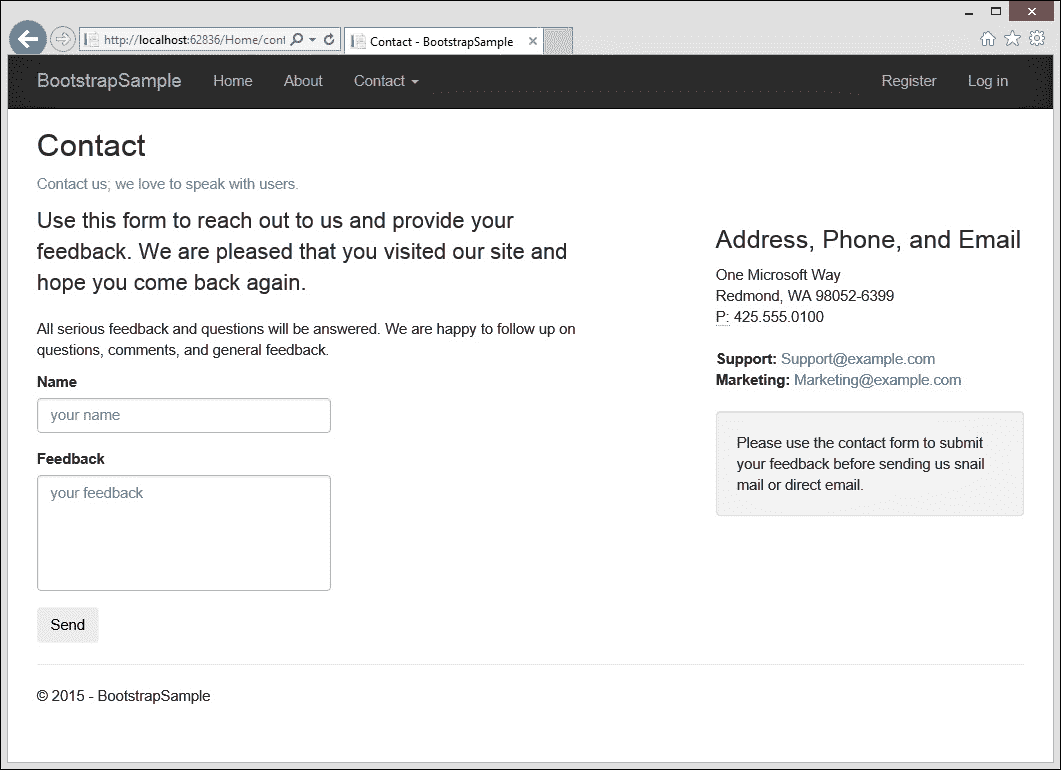 http://localhost:62836/Home/cont
Contact - BootstrapSample
BootstrapSample Home About Contact Register Log in
Contact
Contact us; we love to speak with users.
Use this form to reach out to us and provide your
feedback. We are pleased that you visited our site and
hope you come back again.
All serious feedback and questions will be answered. We are happy to follow up on
questions, comments, and general feedback.
Name
your name
Feedback
your feedback
Send
Address, Phone, and Email
One Microsoft Way
Redmond, WA 98052-6399
P: 425.555.0100
Support: Support@example.com
Marketing: Marketing@example.com
Please use the contact form to submit
your feedback before sending us snail
mail or direct email.
© 2015 - BootstrapSample